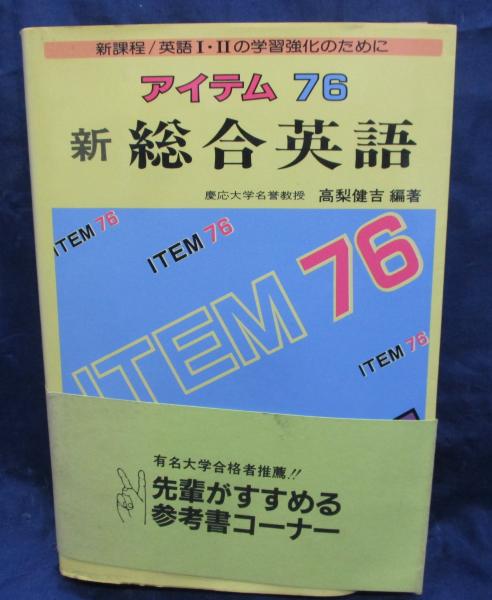 新課程/英語Ⅰ・Ⅱの学習強化のために
アイテム 76
新 総合英語
慶応大学名誉教授 高梨健吉 編著
ITEM 76
ITEM 76
ITEM 76
ITEM 76
有名大学合格者推薦!!
先輩がすすめる
参考書コーナー